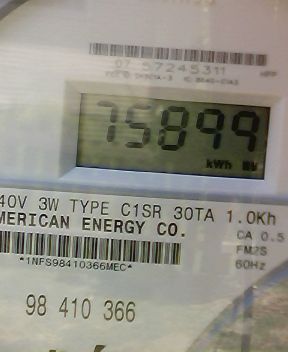 07 57245311
75899
kWh
40V 3W TYPE C1SR 30TA 1.0Kh
MERICAN ENERGY CO.
CA 0.5
FM2S
60Hz
*1NFS98410366MEC*
98 410 366